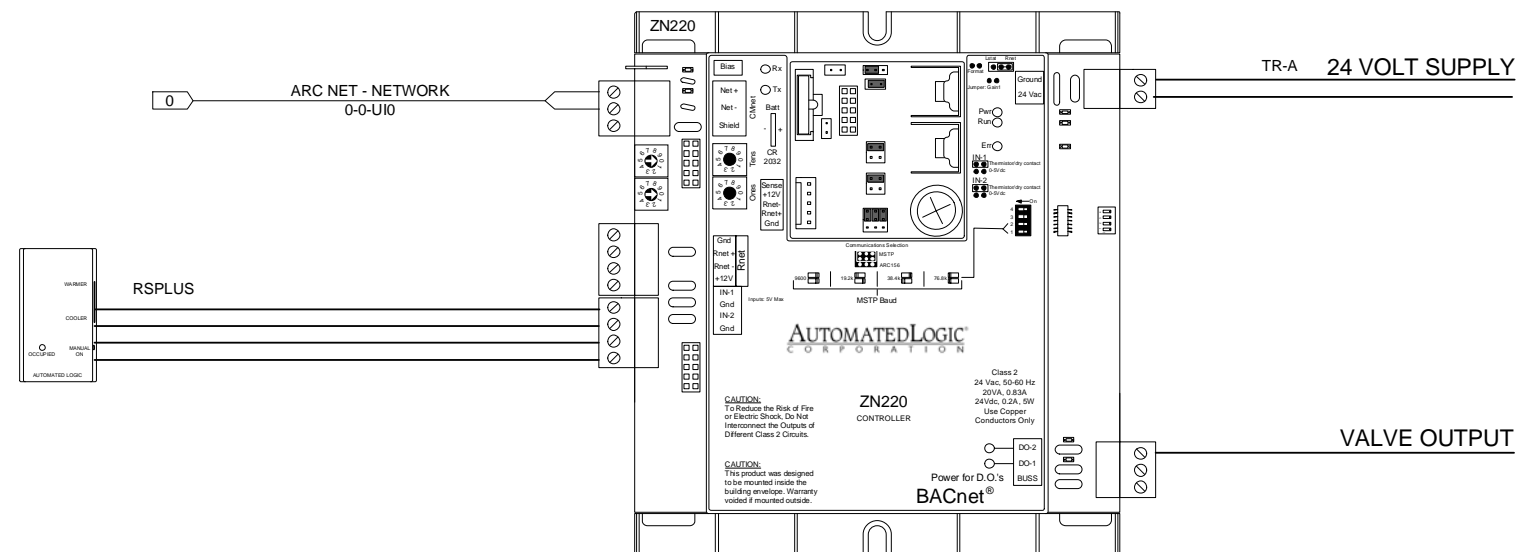 ZN220
0
ARC NET - NETWORK
0-0-UI0
TR-A
24 VOLT SUPPLY
Bias
Rx
Tx
Net +
Net -
Shield
CMnet
Batt
- +
CR
2032
Tens
Ones
Sense
+12V
Rnet-
Rnet+
Gnd
Lstat Rnet
Format
Jumper: Gain1
Ground
24 Vac
Pwr
Run
Err
IN-1
Thermistor/dry contact
0-5Vdc
IN-2
Thermistor/dry contact
0-5Vdc
On
4
3
2
1
Communications Selection
MSTP
ARC156
9600
19.2k
38.4k
76.8k
MSTP Baud
Gnd
Rnet +
Rnet -
+12V
Rnet
IN-1
Gnd
IN-2
Gnd
Inputs: 5V Max
WARMER
COOLER
OCCUPIED
MANUAL
ON
AUTOMATED LOGIC
RSPLUS
AUTOMATEDLOGIC®
CORPORATION
ZN220
CONTROLLER
Class 2
24 Vac, 50-60 Hz
20VA, 0.83A
24Vdc, 0.2A, 5W
Use Copper
Conductors Only
CAUTION:
To Reduce the Risk of Fire
or Electric Shock, Do Not
Interconnect the Outputs of
Different Class 2 Circuits.
CAUTION:
This product was designed
to be mounted inside the
building envelope. Warranty
voided if mounted outside.
DO-2
DO-1
BUSS
Power for D.O.'s
BACnet®
VALVE OUTPUT